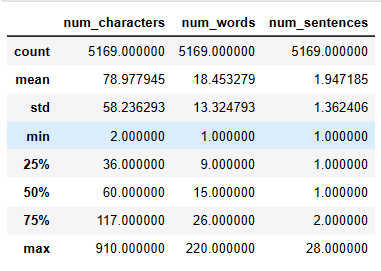 num_characters num_words num_sentences
count 5169.000000 5169.000000 5169.000000
mean 78.977945 18.453279 1.947185
std 58.236293 13.324793 1.362406
min 2.000000 1.000000 1.000000
25% 36.000000 9.000000 1.000000
50% 60.000000 15.000000 1.000000
75% 117.000000 26.000000 2.000000
max 910.000000 220.000000 28.000000